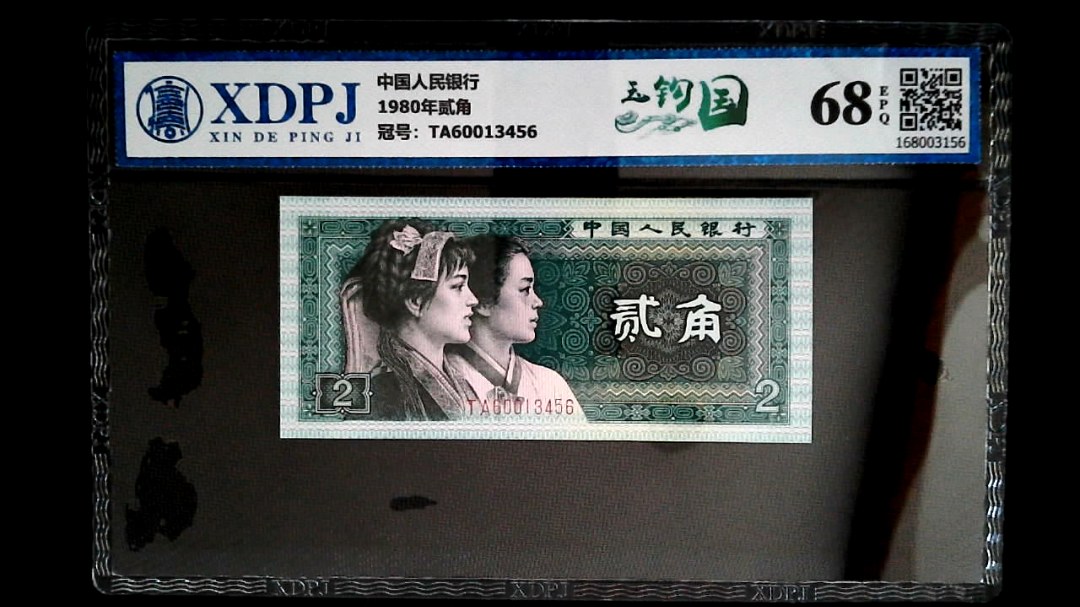 XDPJ
XIN DE PING JI
中国人民银行
1980年贰角
冠号：TA60013456
玉钩国
68
EPQ
168003156
中国人民银行
贰角
2
2
TA60013456
XDPJ
XDPJ
XDPJ